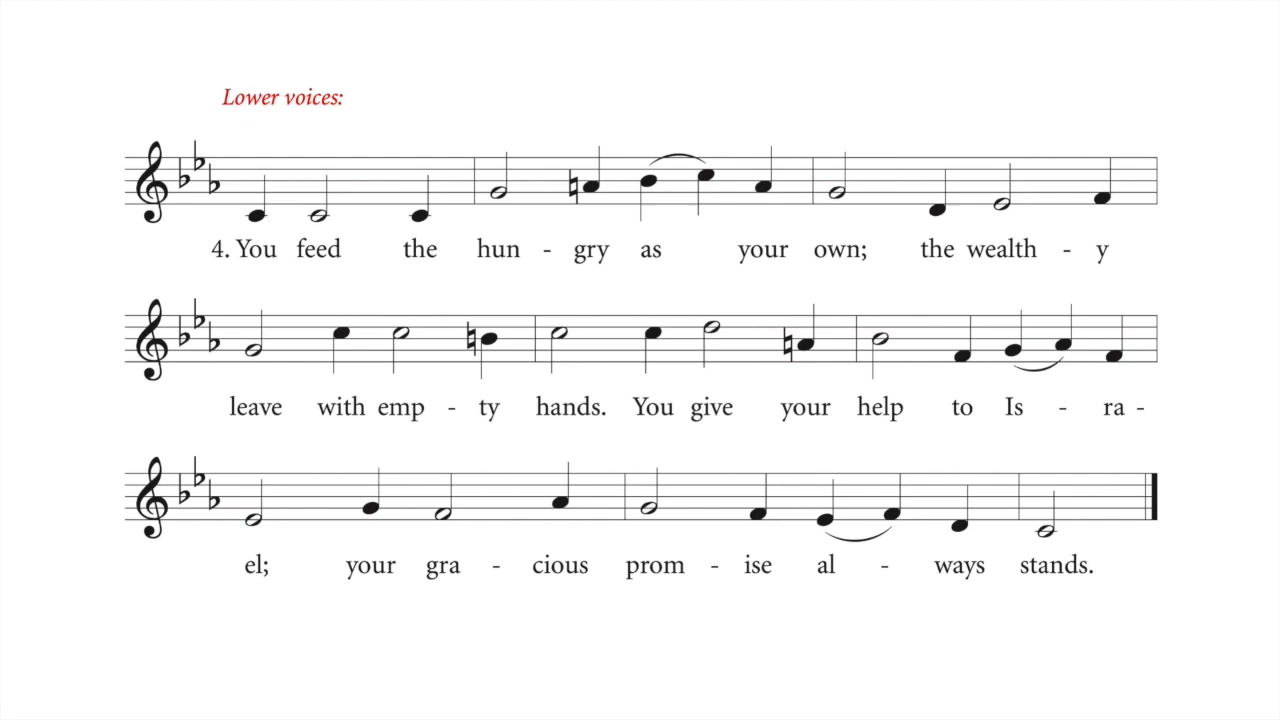 Lower voices:
4. You feed the hun - gry as your own; the wealth - y
leave with emp - ty hands. You give your help to Is - ra -
el; your gra - cious prom - ise al - ways stands.